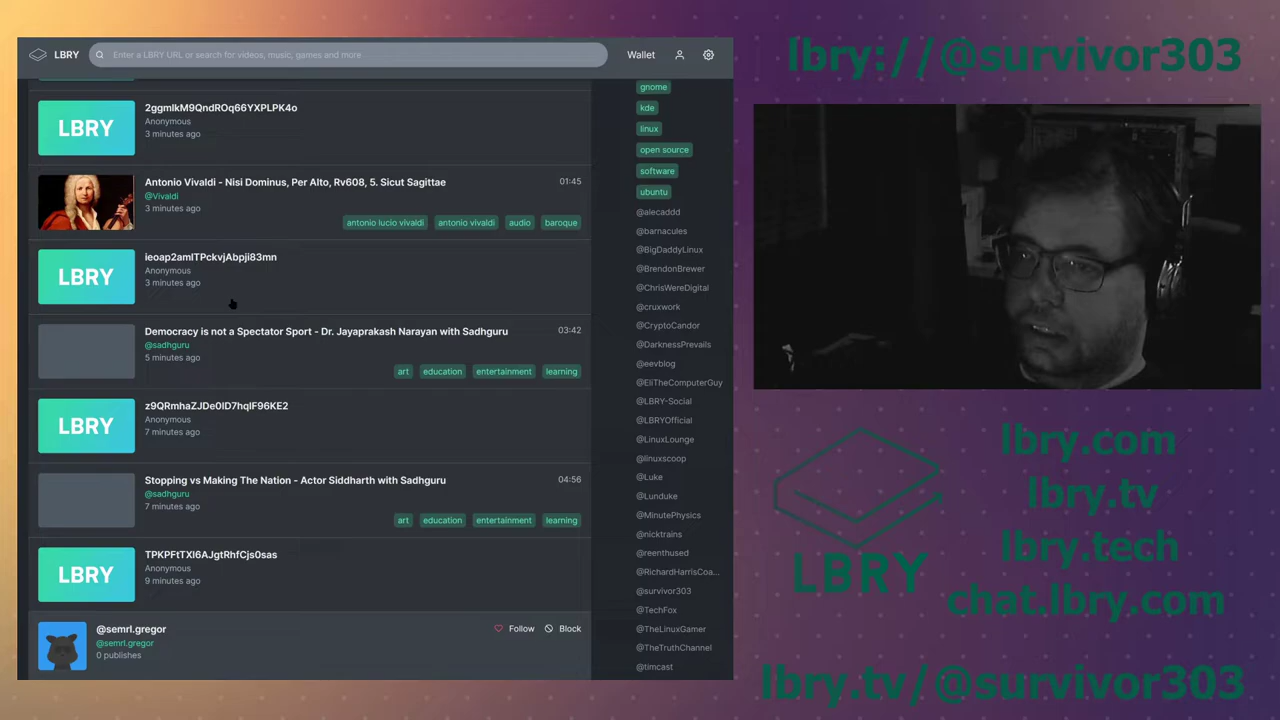 LBRY
Enter a LBRY URL or search for videos, music, games and more
Wallet
2ggmIkM9QndROq66YXPLPK4o
Anonymous
3 minutes ago
LBRY
Antonio Vivaldi - Nisi Dominus, Per Alto, Rv608, 5. Sicut Sagittae
01:45
@Vivaldi
3 minutes ago
antonio lucio vivaldi
antonio vivaldi
audio
baroque
ieoap2amITPckvjAbpji83mn
Anonymous
3 minutes ago
LBRY
Democracy is not a Spectator Sport - Dr. Jayaprakash Narayan with Sadhguru
03:42
@sadhguru
5 minutes ago
art
education
entertainment
learning
z9QRmhaZJDe0ID7hqIF96KE2
Anonymous
7 minutes ago
LBRY
Stopping vs Making The Nation - Actor Siddharth with Sadhguru
04:56
@sadhguru
7 minutes ago
art
education
entertainment
learning
TPKPFtTXI6AJgtRhfCjs0sas
Anonymous
9 minutes ago
LBRY
@semrl.gregor
@semrl.gregor
0 publishes
Follow
Block
gnome
kde
linux
open source
software
ubuntu
@alecaddd
@barnacules
@BigDaddyLinux
@BrendonBrewer
@ChrisWereDigital
@cruxwork
@CryptoCandor
@DarknessPrevails
@eevblog
@EliTheComputerGuy
@LBRY-Social
@LBRYOfficial
@LinuxLounge
@linuxscoop
@Luke
@Lunduke
@MinutePhysics
@nicktrains
@reenthused
@RichardHarrisCoa...
@survivor303
@TechFox
@TheLinuxGamer
@TheTruthChannel
@timcast
lbry://@survivor303
LBRY
lbry.com
lbry.tv
lbry.tech
chat.lbry.com
lbry.tv/@survivor303